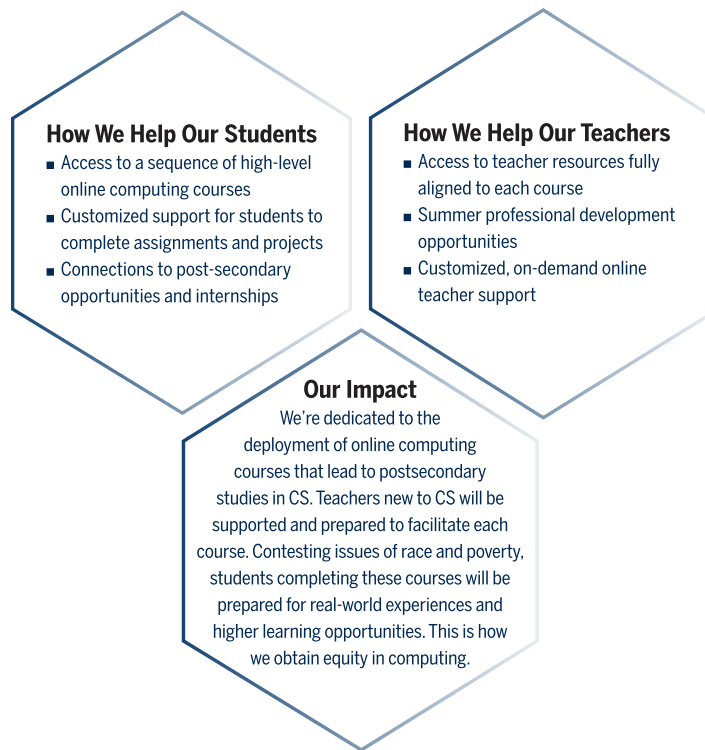 How We Help Our Students
▪ Access to a sequence of high-level
online computing courses
▪ Customized support for students to
complete assignments and projects
▪ Connections to post-secondary
opportunities and internships
How We Help Our Teachers
▪ Access to teacher resources fully
aligned to each course
▪ Summer professional development
opportunities
▪ Customized, on-demand online
teacher support
Our Impact
We’re dedicated to the
deployment of online computing
courses that lead to postsecondary
studies in CS. Teachers new to CS will be
supported and prepared to facilitate each
course. Contesting issues of race and poverty,
students completing these courses will be
prepared for real-world experiences and
higher learning opportunities. This is how
we obtain equity in computing.